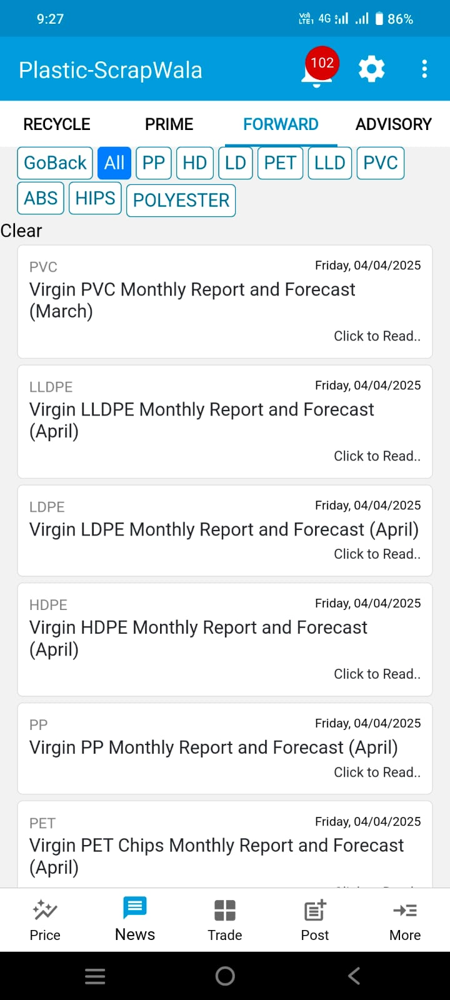 9:27 Vo) LTE1 4G 86%
Plastic-ScrapWala 102
RECYCLE PRIME FORWARD ADVISORY
GoBack All PP HD LD PET LLD PVC
ABS HIPS POLYESTER
Clear
PVC Friday, 04/04/2025
Virgin PVC Monthly Report and Forecast
(March)
Click to Read..
LLDPE Friday, 04/04/2025
Virgin LLDPE Monthly Report and Forecast
(April)
Click to Read..
LDPE Friday, 04/04/2025
Virgin LDPE Monthly Report and Forecast (April)
Click to Read..
HDPE Friday, 04/04/2025
Virgin HDPE Monthly Report and Forecast
(April)
Click to Read..
PP Friday, 04/04/2025
Virgin PP Monthly Report and Forecast (April)
Click to Read..
PET Friday, 04/04/2025
Virgin PET Chips Monthly Report and Forecast
(April)
Price News Trade Post More